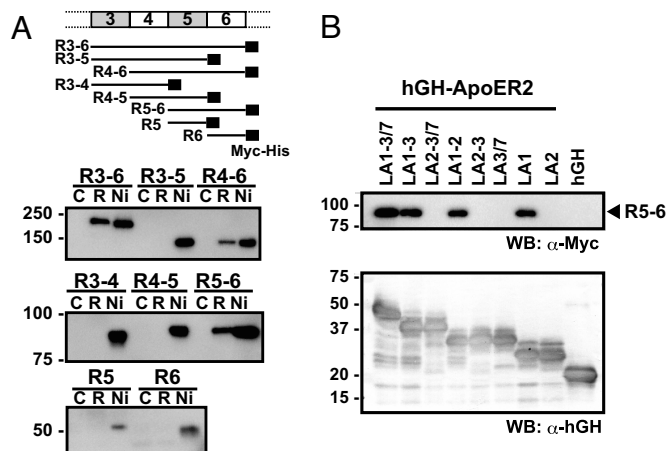 A
3 4 5 6
R3-6
R3-5
R4-6
R3-4
R4-5
R5-6
R5
R6
Myc-His
R3-6 R3-5 R4-6
C R Ni C R Ni C R Ni
250 -
150 -
R3-4 R4-5 R5-6
C R Ni C R Ni C R Ni
100 -
75 -
R5 R6
C R Ni C R Ni
50 -
B
hGH-ApoER2
LA1-3/7
LA1-3
LA2-3/7
LA1-2
LA2-3
LA3/7
LA1
LA2
hGH
100 -
75 -
R5-6
WB: α-Myc
75 -
50 -
37 -
20 -
15 -
WB: α-hGH